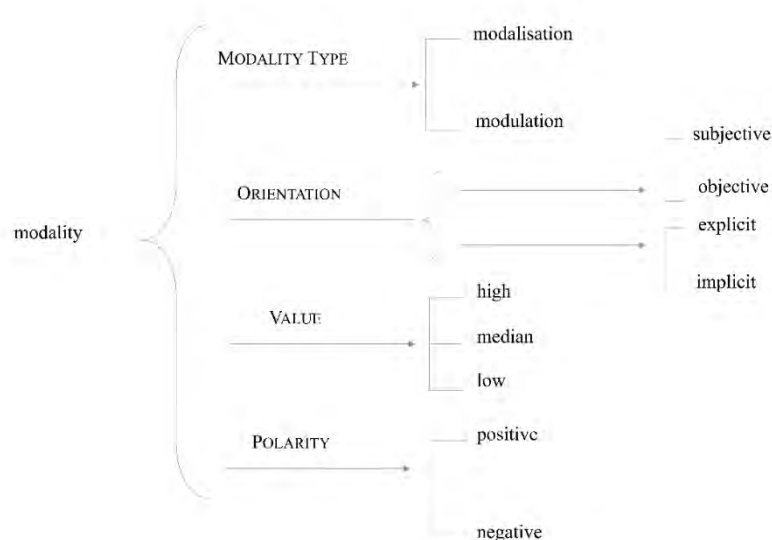 modality
MODALITY TYPE
modalisation
modulation
ORIENTATION
subjective
objective
explicit
implicit
VALUE
high
median
low
POLARITY
positive
negative